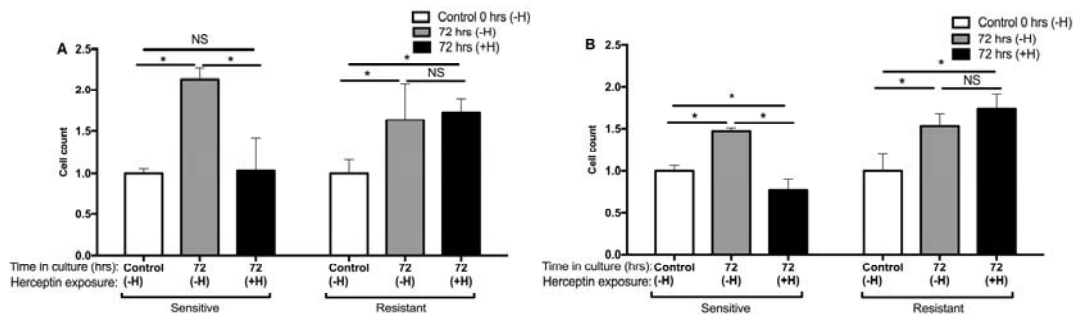 Control 0 hrs (-H)
72 hrs (-H)
72 hrs (+H)
A
NS
*
*
*
*
NS
2.5
2.0
1.5
1.0
0.5
0.0
Cell count
Time in culture (hrs): Control 72 72 Control 72 72
Herceptin exposure: (-H) (-H) (+H) (-H) (-H) (+H)
Sensitive Resistant
Control 0 hrs (-H)
72 hrs (-H)
72 hrs (+H)
B
*
*
*
*
*
NS
2.5
2.0
1.5
1.0
0.5
0.0
Cell count
Time in culture (hrs): Control 72 72 Control 72 72
Herceptin exposure: (-H) (-H) (+H) (-H) (-H) (+H)
Sensitive Resistant